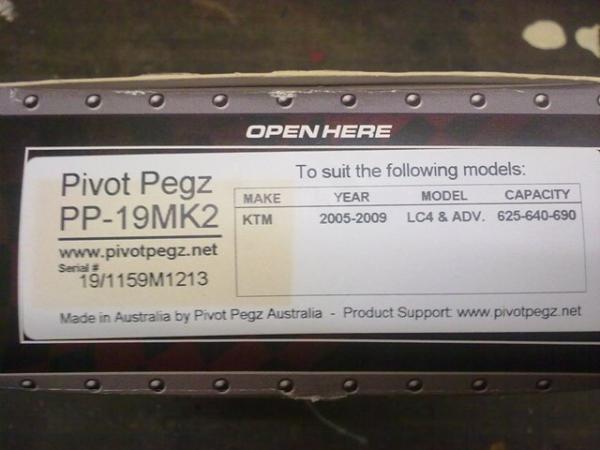 OPEN HERE
Pivot Pegz
PP-19MK2
www.pivotpegz.net
Serial #
19/1159M1213
To suit the following models:
MAKE YEAR MODEL CAPACITY
KTM 2005-2009 LC4 & ADV. 625-640-690
Made in Australia by Pivot Pegz Australia - Product Support: www.pivotpegz.net